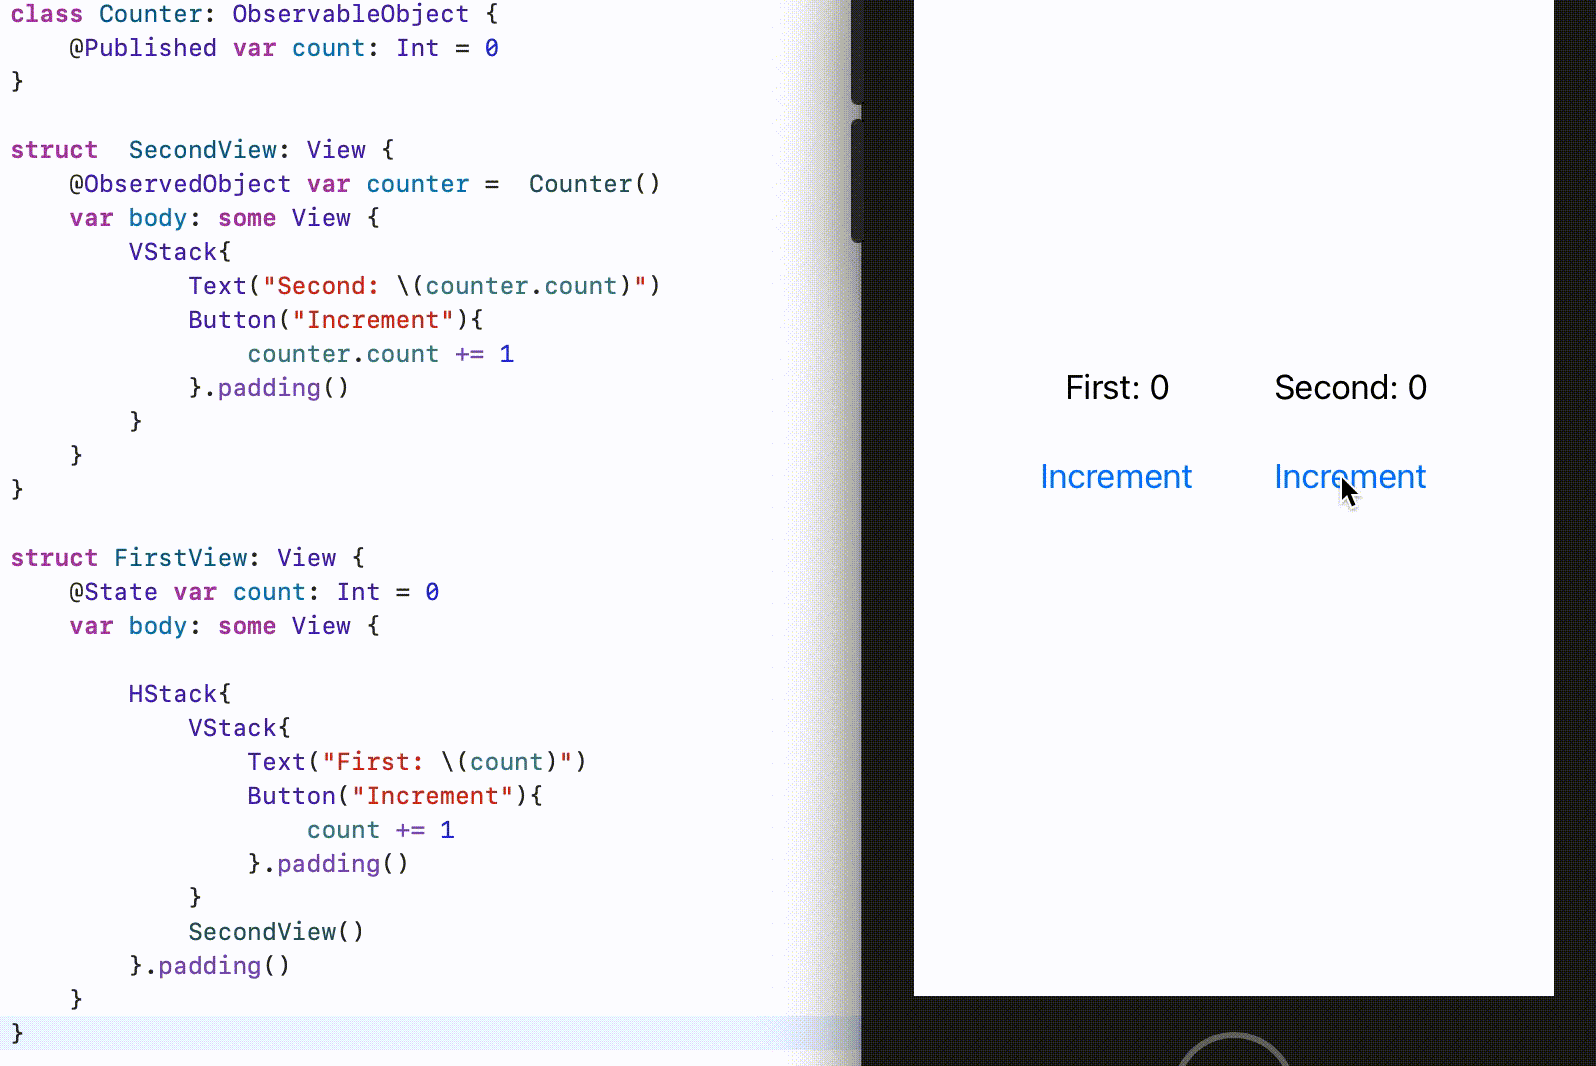 class Counter: ObservableObject {
    @Published var count: Int = 0
}
struct  SecondView: View {
    @ObservedObject var counter =  Counter()
    var body: some View {
        VStack{
            Text("Second: \(counter.count)")
            Button("Increment"){
                counter.count += 1
            }.padding()
        }
    }
}
struct FirstView: View {
    @State var count: Int = 0
    var body: some View {
        HStack{
            VStack{
                Text("First: \(count)")
                Button("Increment"){
                    count += 1
                }.padding()
            }
            SecondView()
        }.padding()
    }
}
First: 0
Second: 0
Increment
Increment